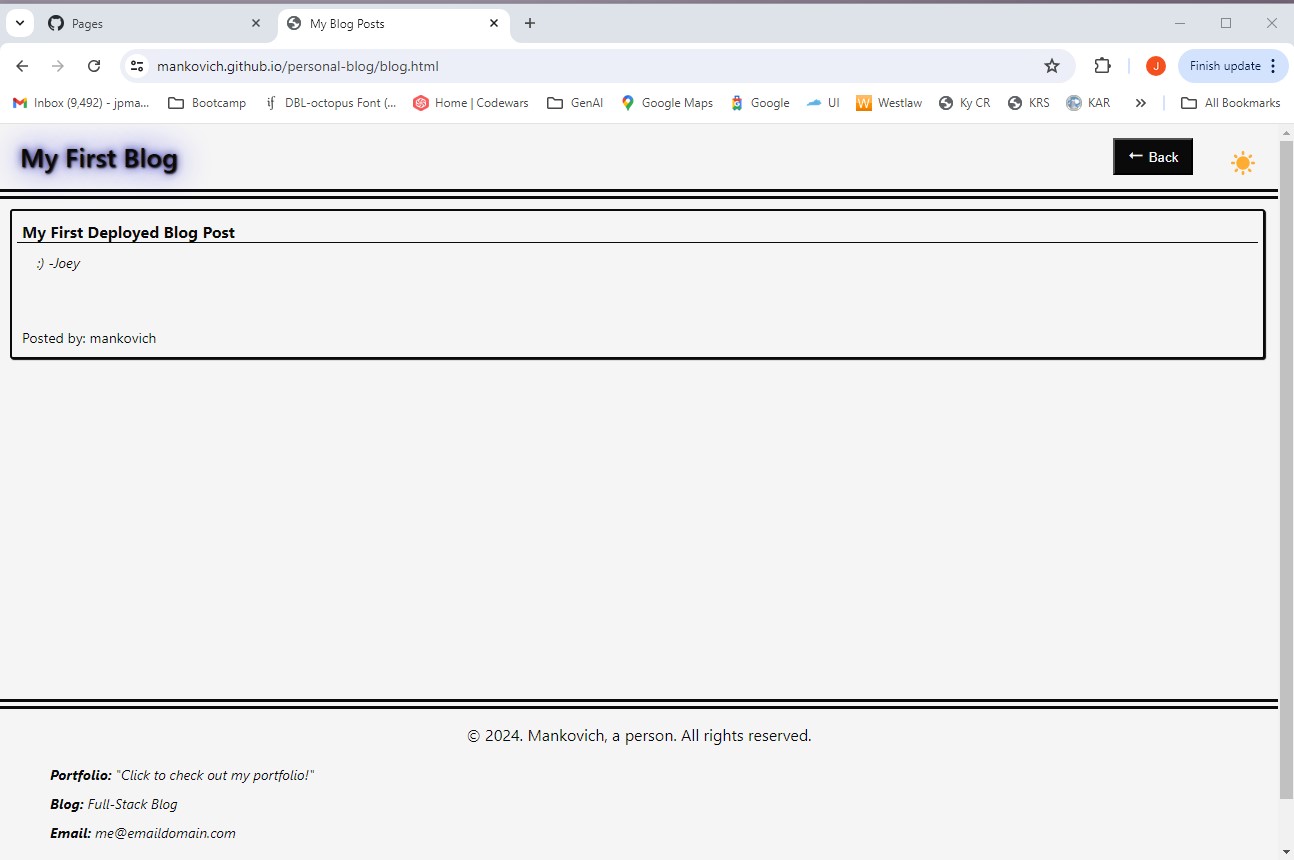 Pages
My Blog Posts
mankovich.github.io/personal-blog/blog.html
J
Finish update
Inbox (9,492) - jpma...
Bootcamp
if DBL-octopus Font (...
Home | Codewars
GenAI
Google Maps
Google
UI
W Westlaw
Ky CR
KRS
KAR
»
All Bookmarks
My First Blog
← Back
My First Deployed Blog Post
:) -Joey
Posted by: mankovich
© 2024. Mankovich, a person. All rights reserved.
Portfolio: "Click to check out my portfolio!"
Blog: Full-Stack Blog
Email: me@emaildomain.com